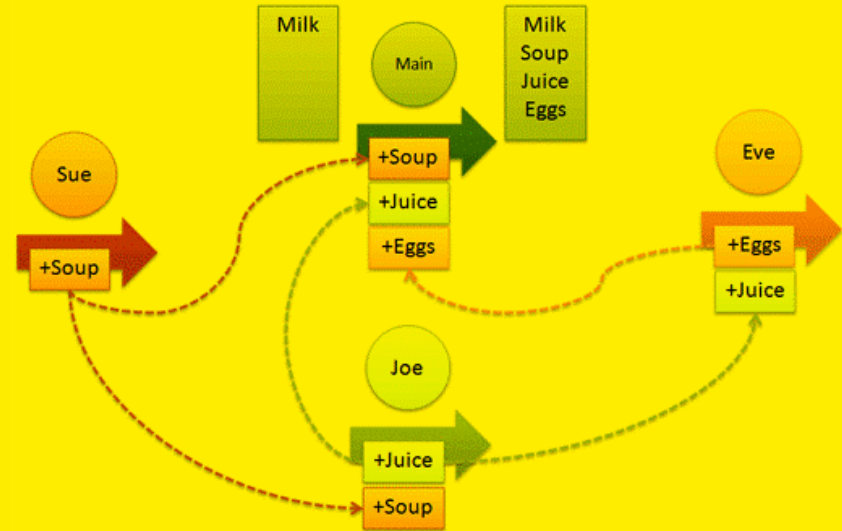 Milk
Main
Milk
Soup
Juice
Eggs
Sue
+Soup
+Soup
+Juice
+Eggs
Eve
+Eggs
+Juice
Joe
+Juice
+Soup